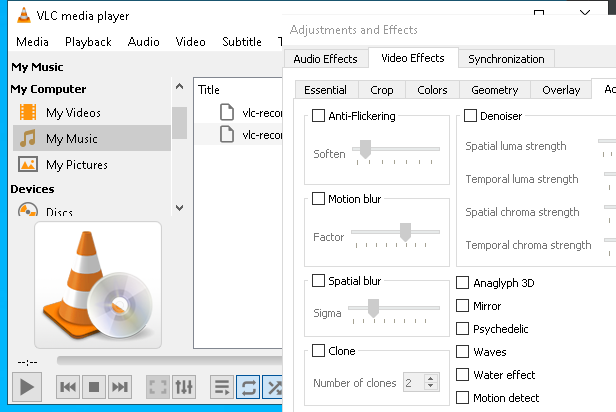 VLC media player
Media Playback Audio Video Subtitle T
My Music
My Computer
My Videos
My Music
My Pictures
Devices
Discs
Title
vlc-recor
vlc-recor
--:--
Adjustments and Effects
Audio Effects Video Effects Synchronization
Essential Crop Colors Geometry Overlay Ad
Anti-Flickering
Soften
Motion blur
Factor
Spatial blur
Sigma
Clone
Number of clones 2
Denoiser
Spatial luma strength
Temporal luma strength
Spatial chroma strength
Temporal chroma strength
Anaglyph 3D
Mirror
Psychedelic
Waves
Water effect
Motion detect